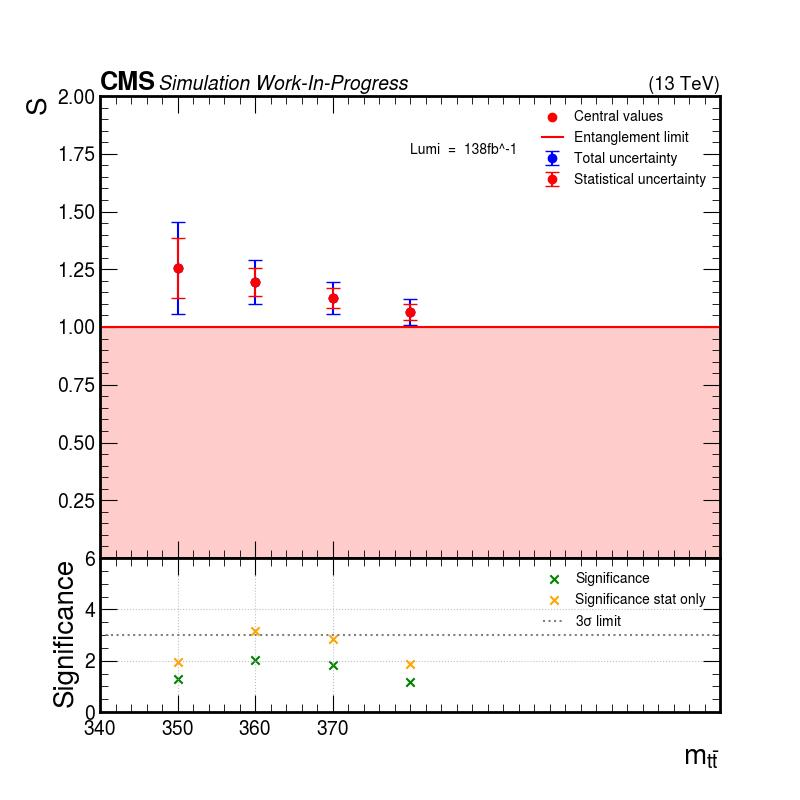 CMS Simulation Work-In-Progress (13 TeV)
S
2.00
1.75
1.50
1.25
1.00
0.75
0.50
0.25
Lumi = 138fb^-1
Central values
Entanglement limit
Total uncertainty
Statistical uncertainty
Significance
6
4
2
0
Significance
Significance stat only
3σ limit
340 350 360 370
m_{tt̄}